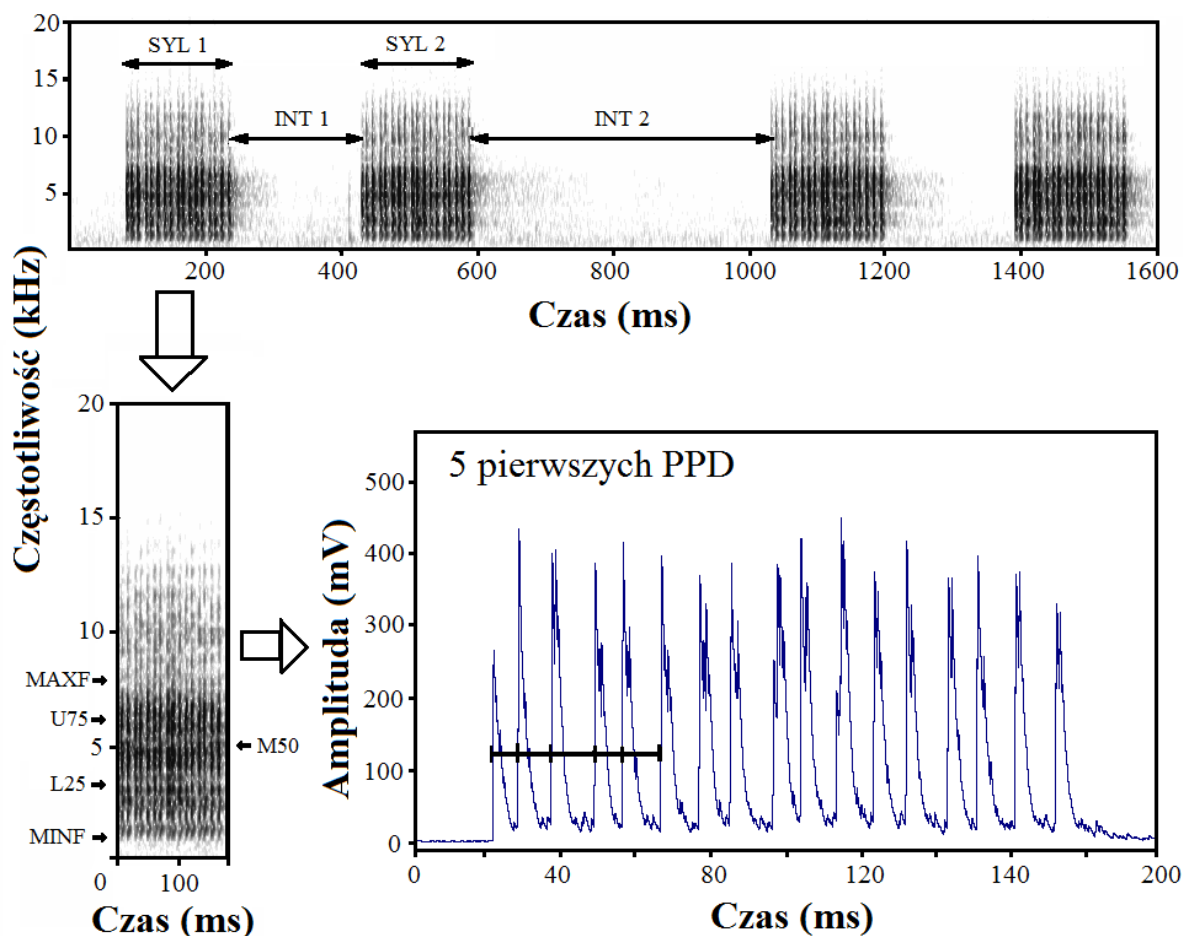 20
15
10
5
SYL 1
SYL 2
INT 1
INT 2
200
400
600
800
1000
1200
1400
1600
Czas (ms)
Częstotliwość (kHz)
20
15
10
5
MAXF
U75
M50
L25
MINF
0
100
Czas (ms)
5 pierwszych PPD
Amplituda (mV)
500
400
300
200
100
0
0
40
80
120
140
200
Czas (ms)